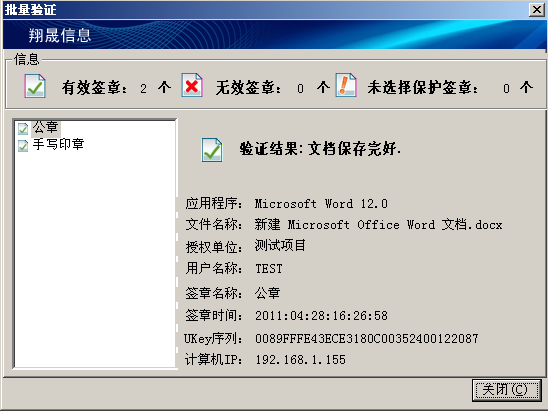 批量验证
翔晟信息
信息
有效签章: 2 个 无效签章: 0 个 未选择保护签章: 0 个
公章
手写印章
验证结果:文档保存完好.
应用程序: Microsoft Word 12.0
文件名称: 新建 Microsoft Office Word 文档.docx
授权单位: 测试项目
用户名称: TEST
签章名称: 公章
签章时间: 2011:04:28:16:26:58
UKey序列: 0089FFFE43ECE3180C00352400122087
计算机IP: 192.168.1.155
关闭(C)